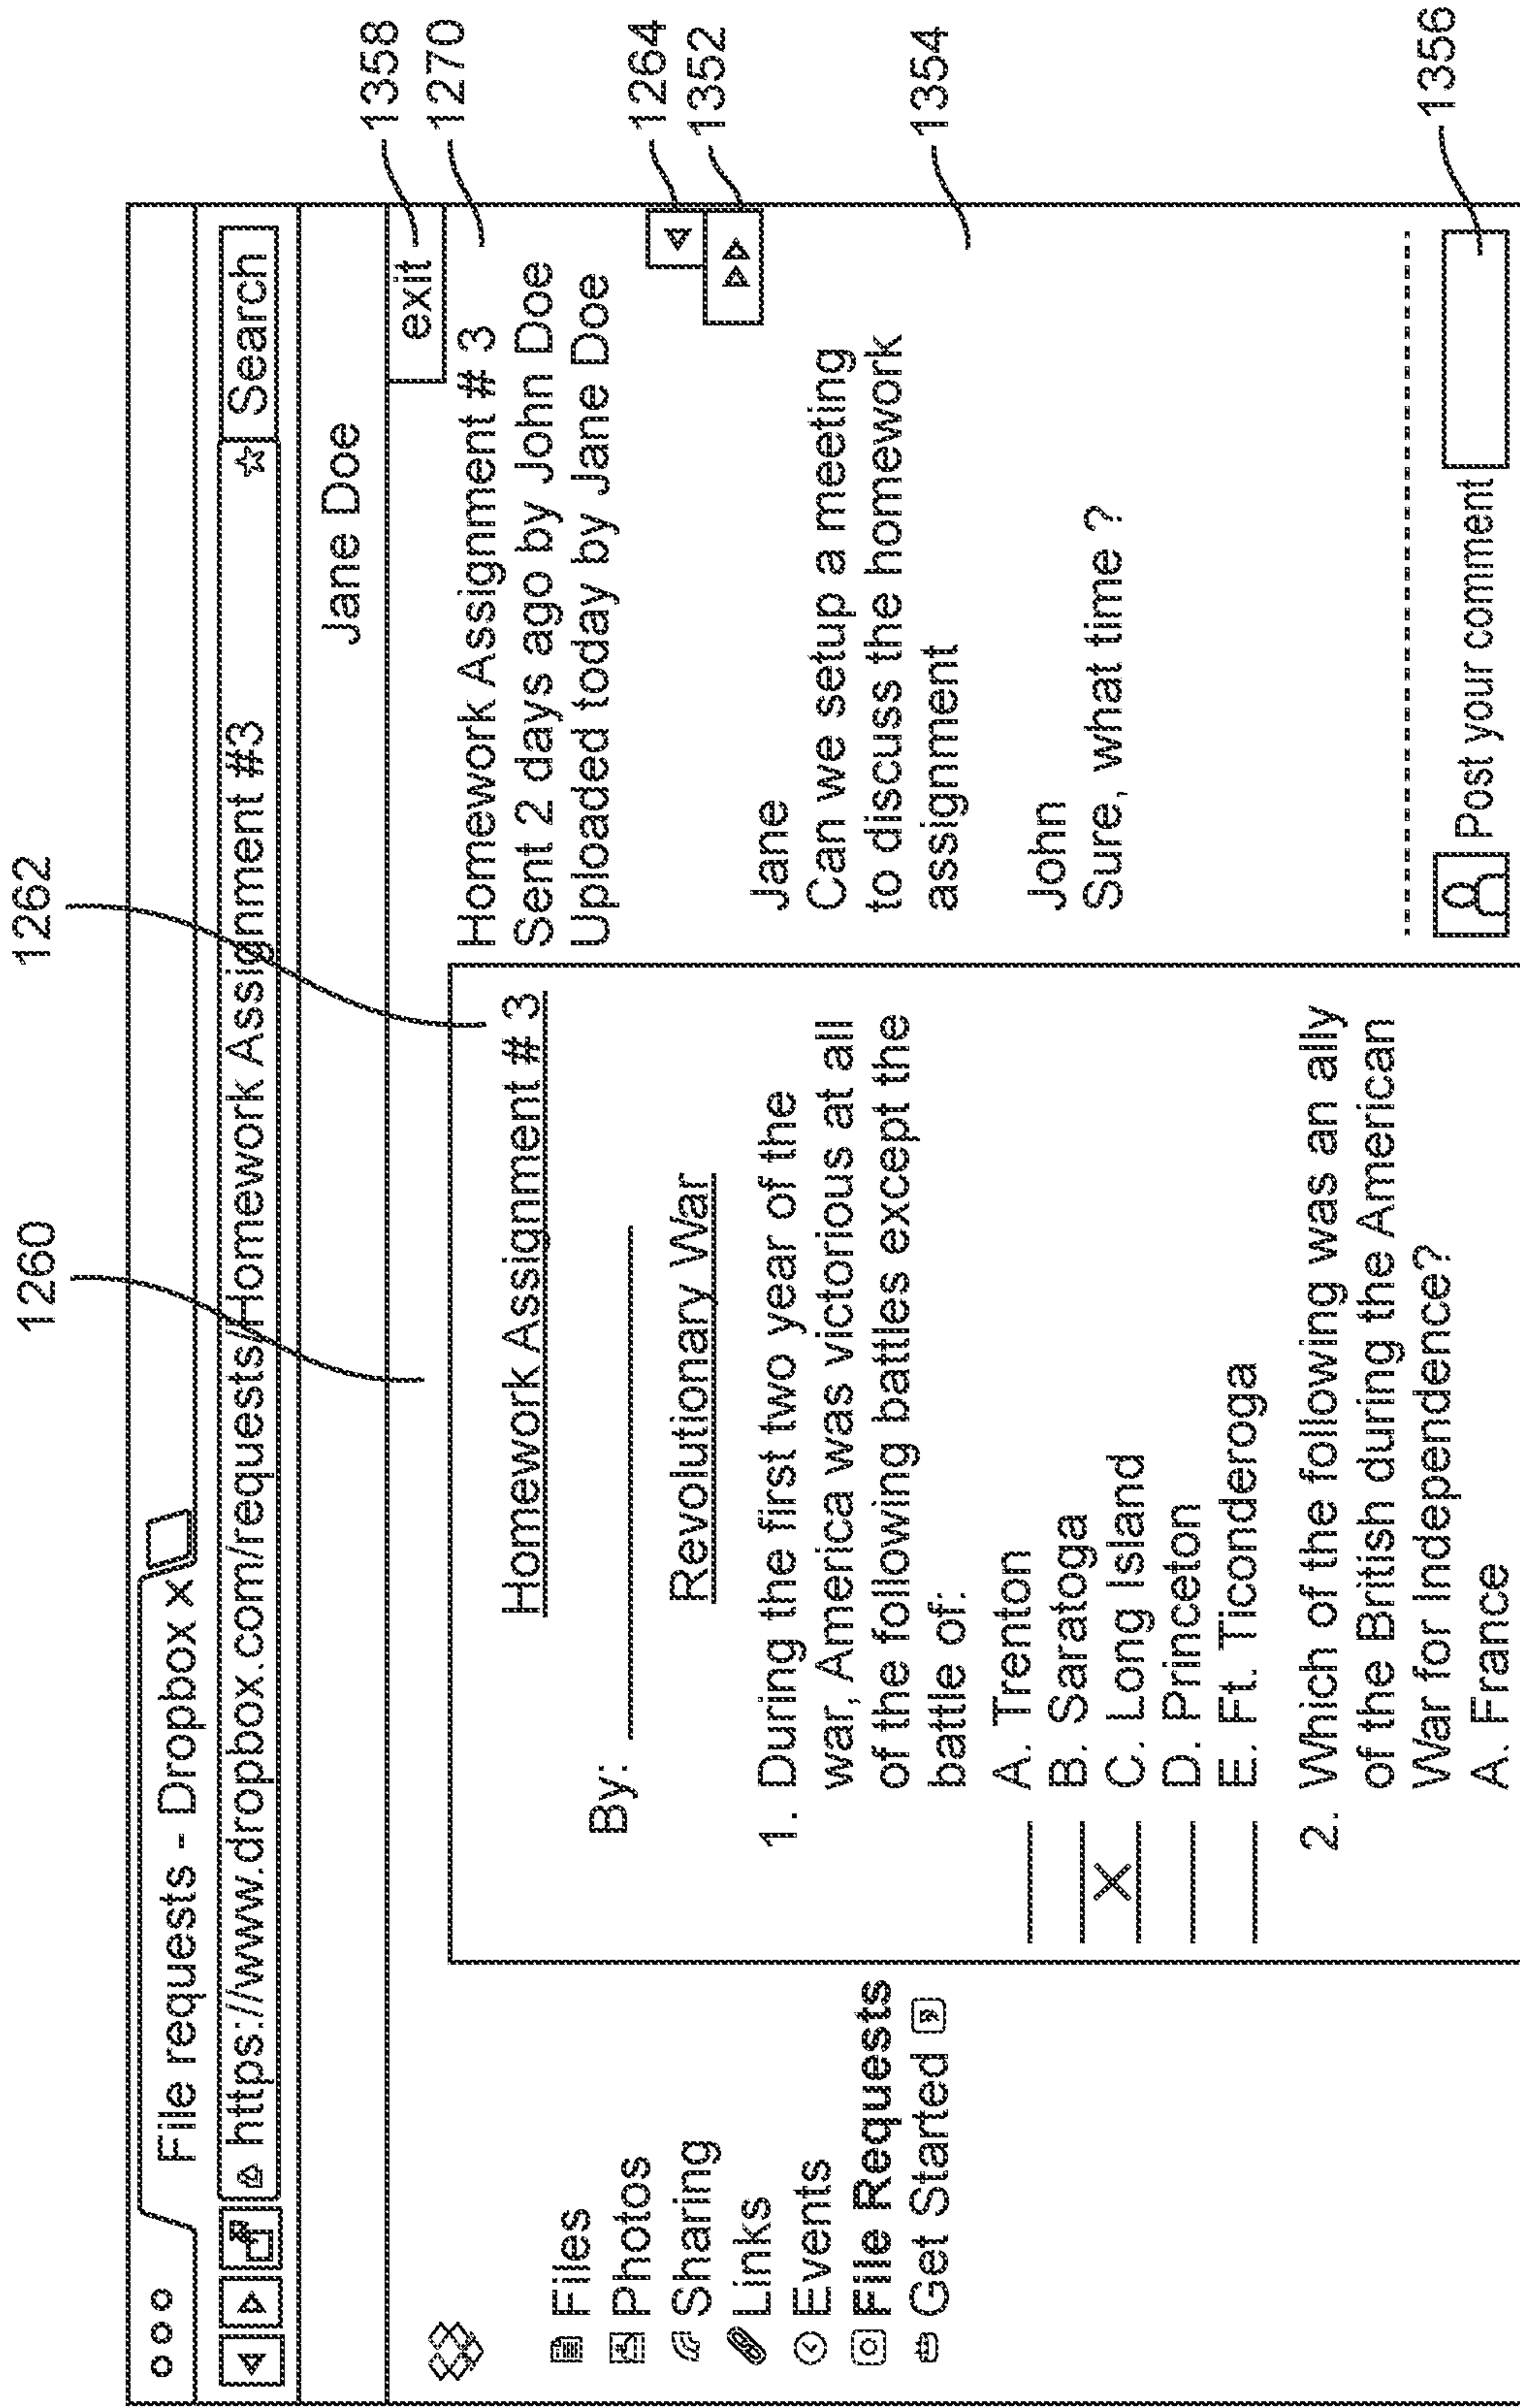 1260
1262
File requests - Dropbox x
https://www.dropbox.com/requests/Homework Assignment #3
Search
Jane Doe
exit
1358
Files
Photos
Sharing
Links
Events
File Requests
Get Started
Homework Assignment # 3
By:
Revolutionary War
1. During the first two year of the
war, America was victorious at all
of the following battles except the
battle of:
A. Trenton
B. Saratoga
X C. Long Island
D. Princeton
E. Ft. Ticonderoga
2. Which of the following was an ally
of the British during the American
War for Independence?
A. France
Homework Assignment # 3
1270
Sent 2 days ago by John Doe
Uploaded today by Jane Doe
1264
1352
Jane
Can we setup a meeting
to discuss the homework
assignment
1354
John
Sure, what time ?
Post your comment
1356